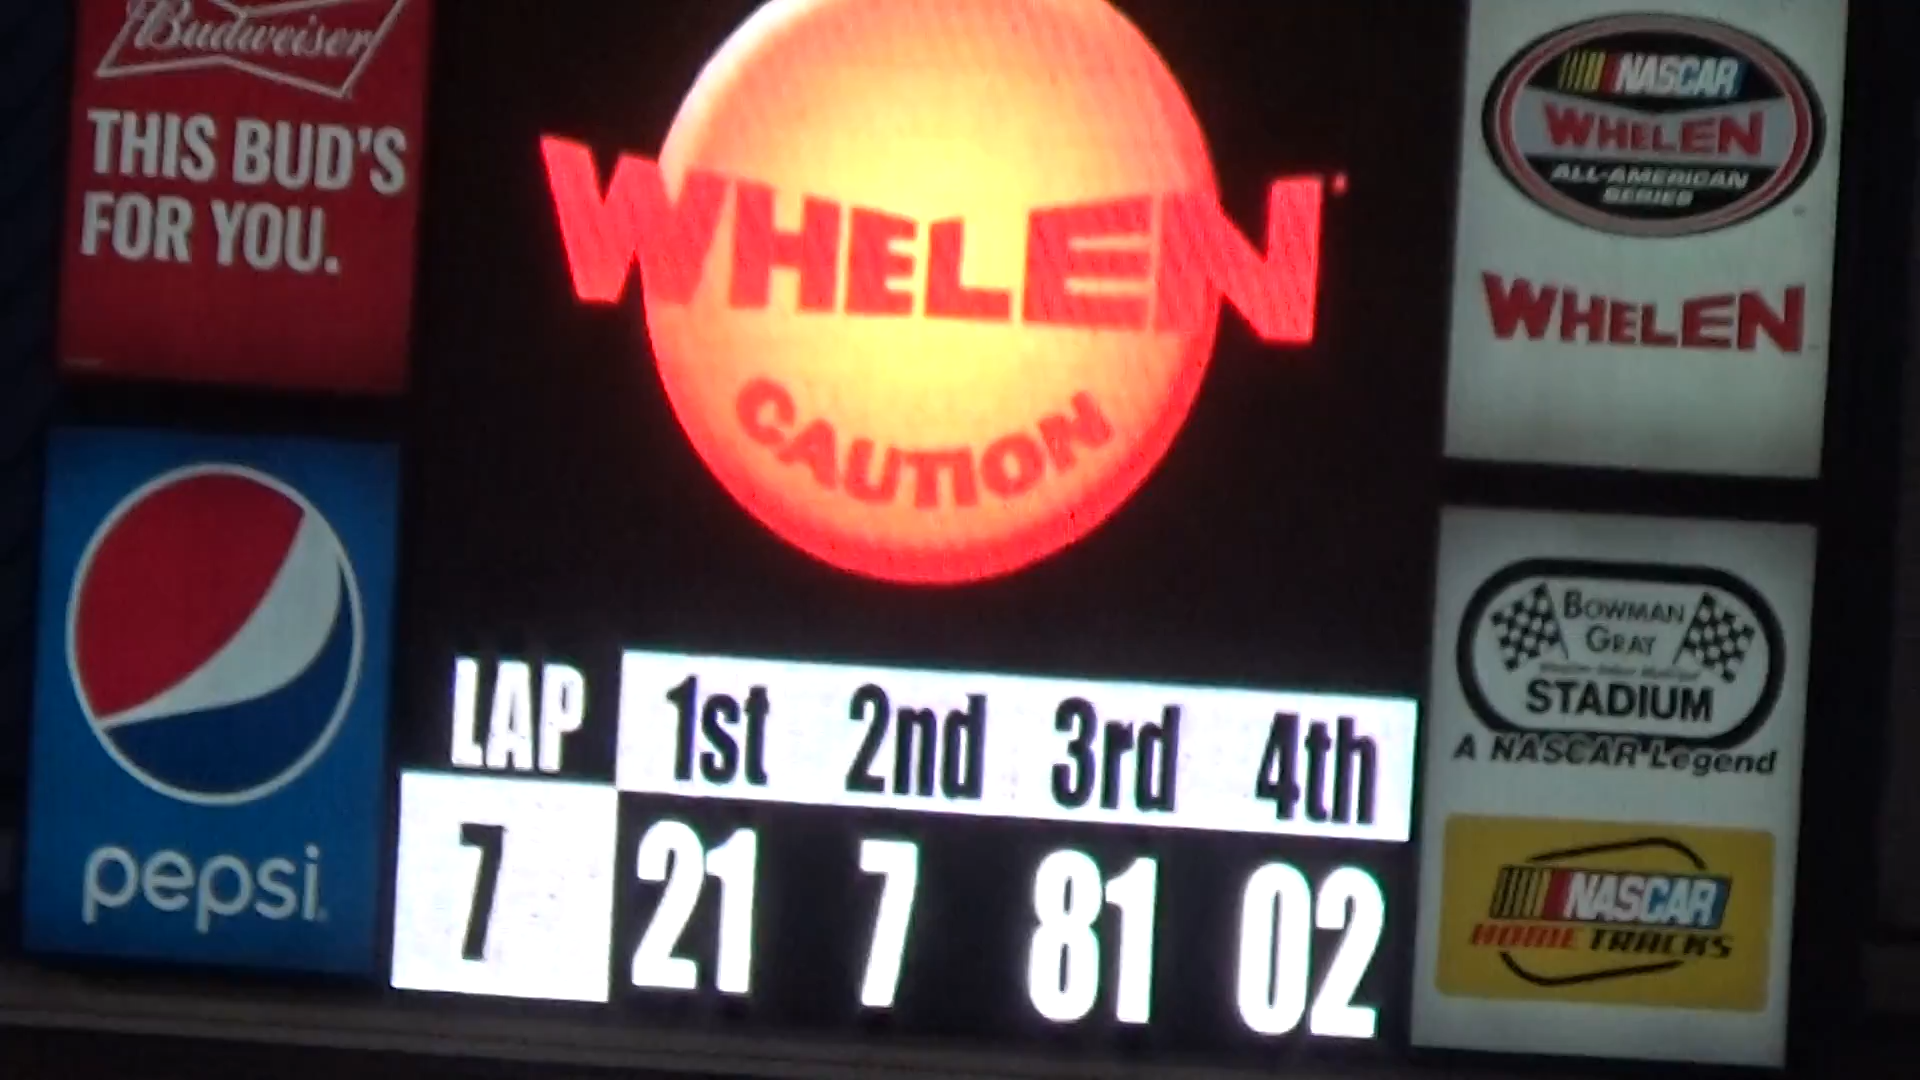 Budweiser
THIS BUD'S
FOR YOU.
pepsi
WHELEN
CAUTION
LAP 1st 2nd 3rd 4th
7 21 7 81 02
NASCAR
WHELEN
ALL-AMERICAN
SERIES
WHELEN
BOWMAN
GRAY
STADIUM
A NASCAR Legend
NASCAR
HOME TRACKS